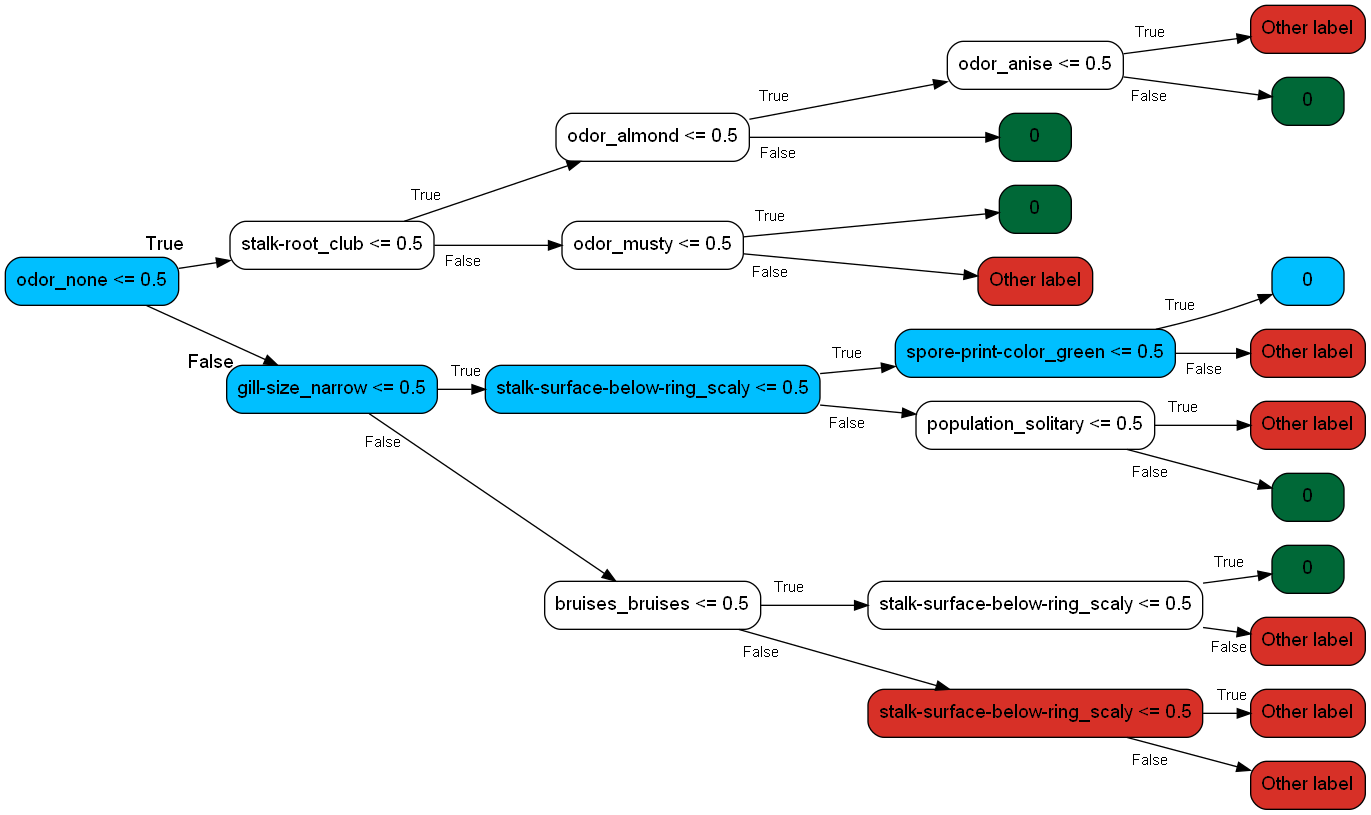 Other label
True
odor_anise <= 0.5
True
False
0
odor_almond <= 0.5
True
False
0
True
0
stalk-root_club <= 0.5
False
odor_musty <= 0.5
True
False
Other label
True
odor_none <= 0.5
False
0
True
spore-print-color_green <= 0.5
False
Other label
True
gill-size_narrow <= 0.5
True
stalk-surface-below-ring_scaly <= 0.5
False
population_solitary <= 0.5
True
Other label
False
0
False
bruises_bruises <= 0.5
True
stalk-surface-below-ring_scaly <= 0.5
True
0
False
Other label
False
stalk-surface-below-ring_scaly <= 0.5
True
Other label
False
Other label